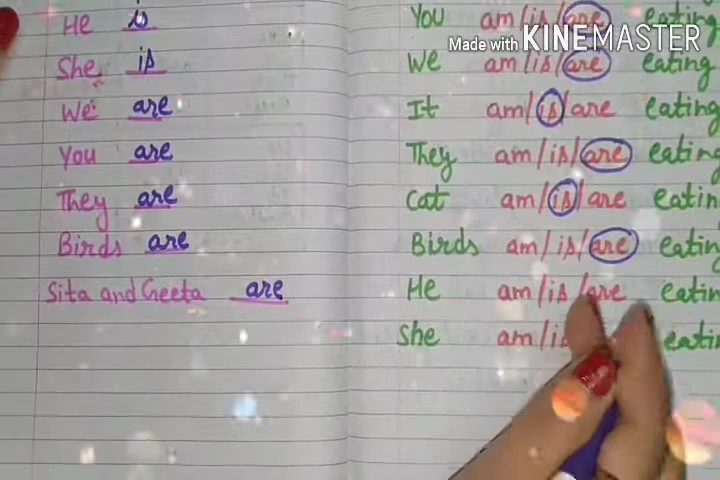 He is
She is
We are
You are
They are
Birds are
Sita and Geeta are
You am/is/are eating
Made with KINEMASTER
We am/is/are eating
It am/is/are eating
They am/is/are eating
Cat am/is/are eatin
Birds am/is/are eatin
He am/is/are eatin
She am/is eatin